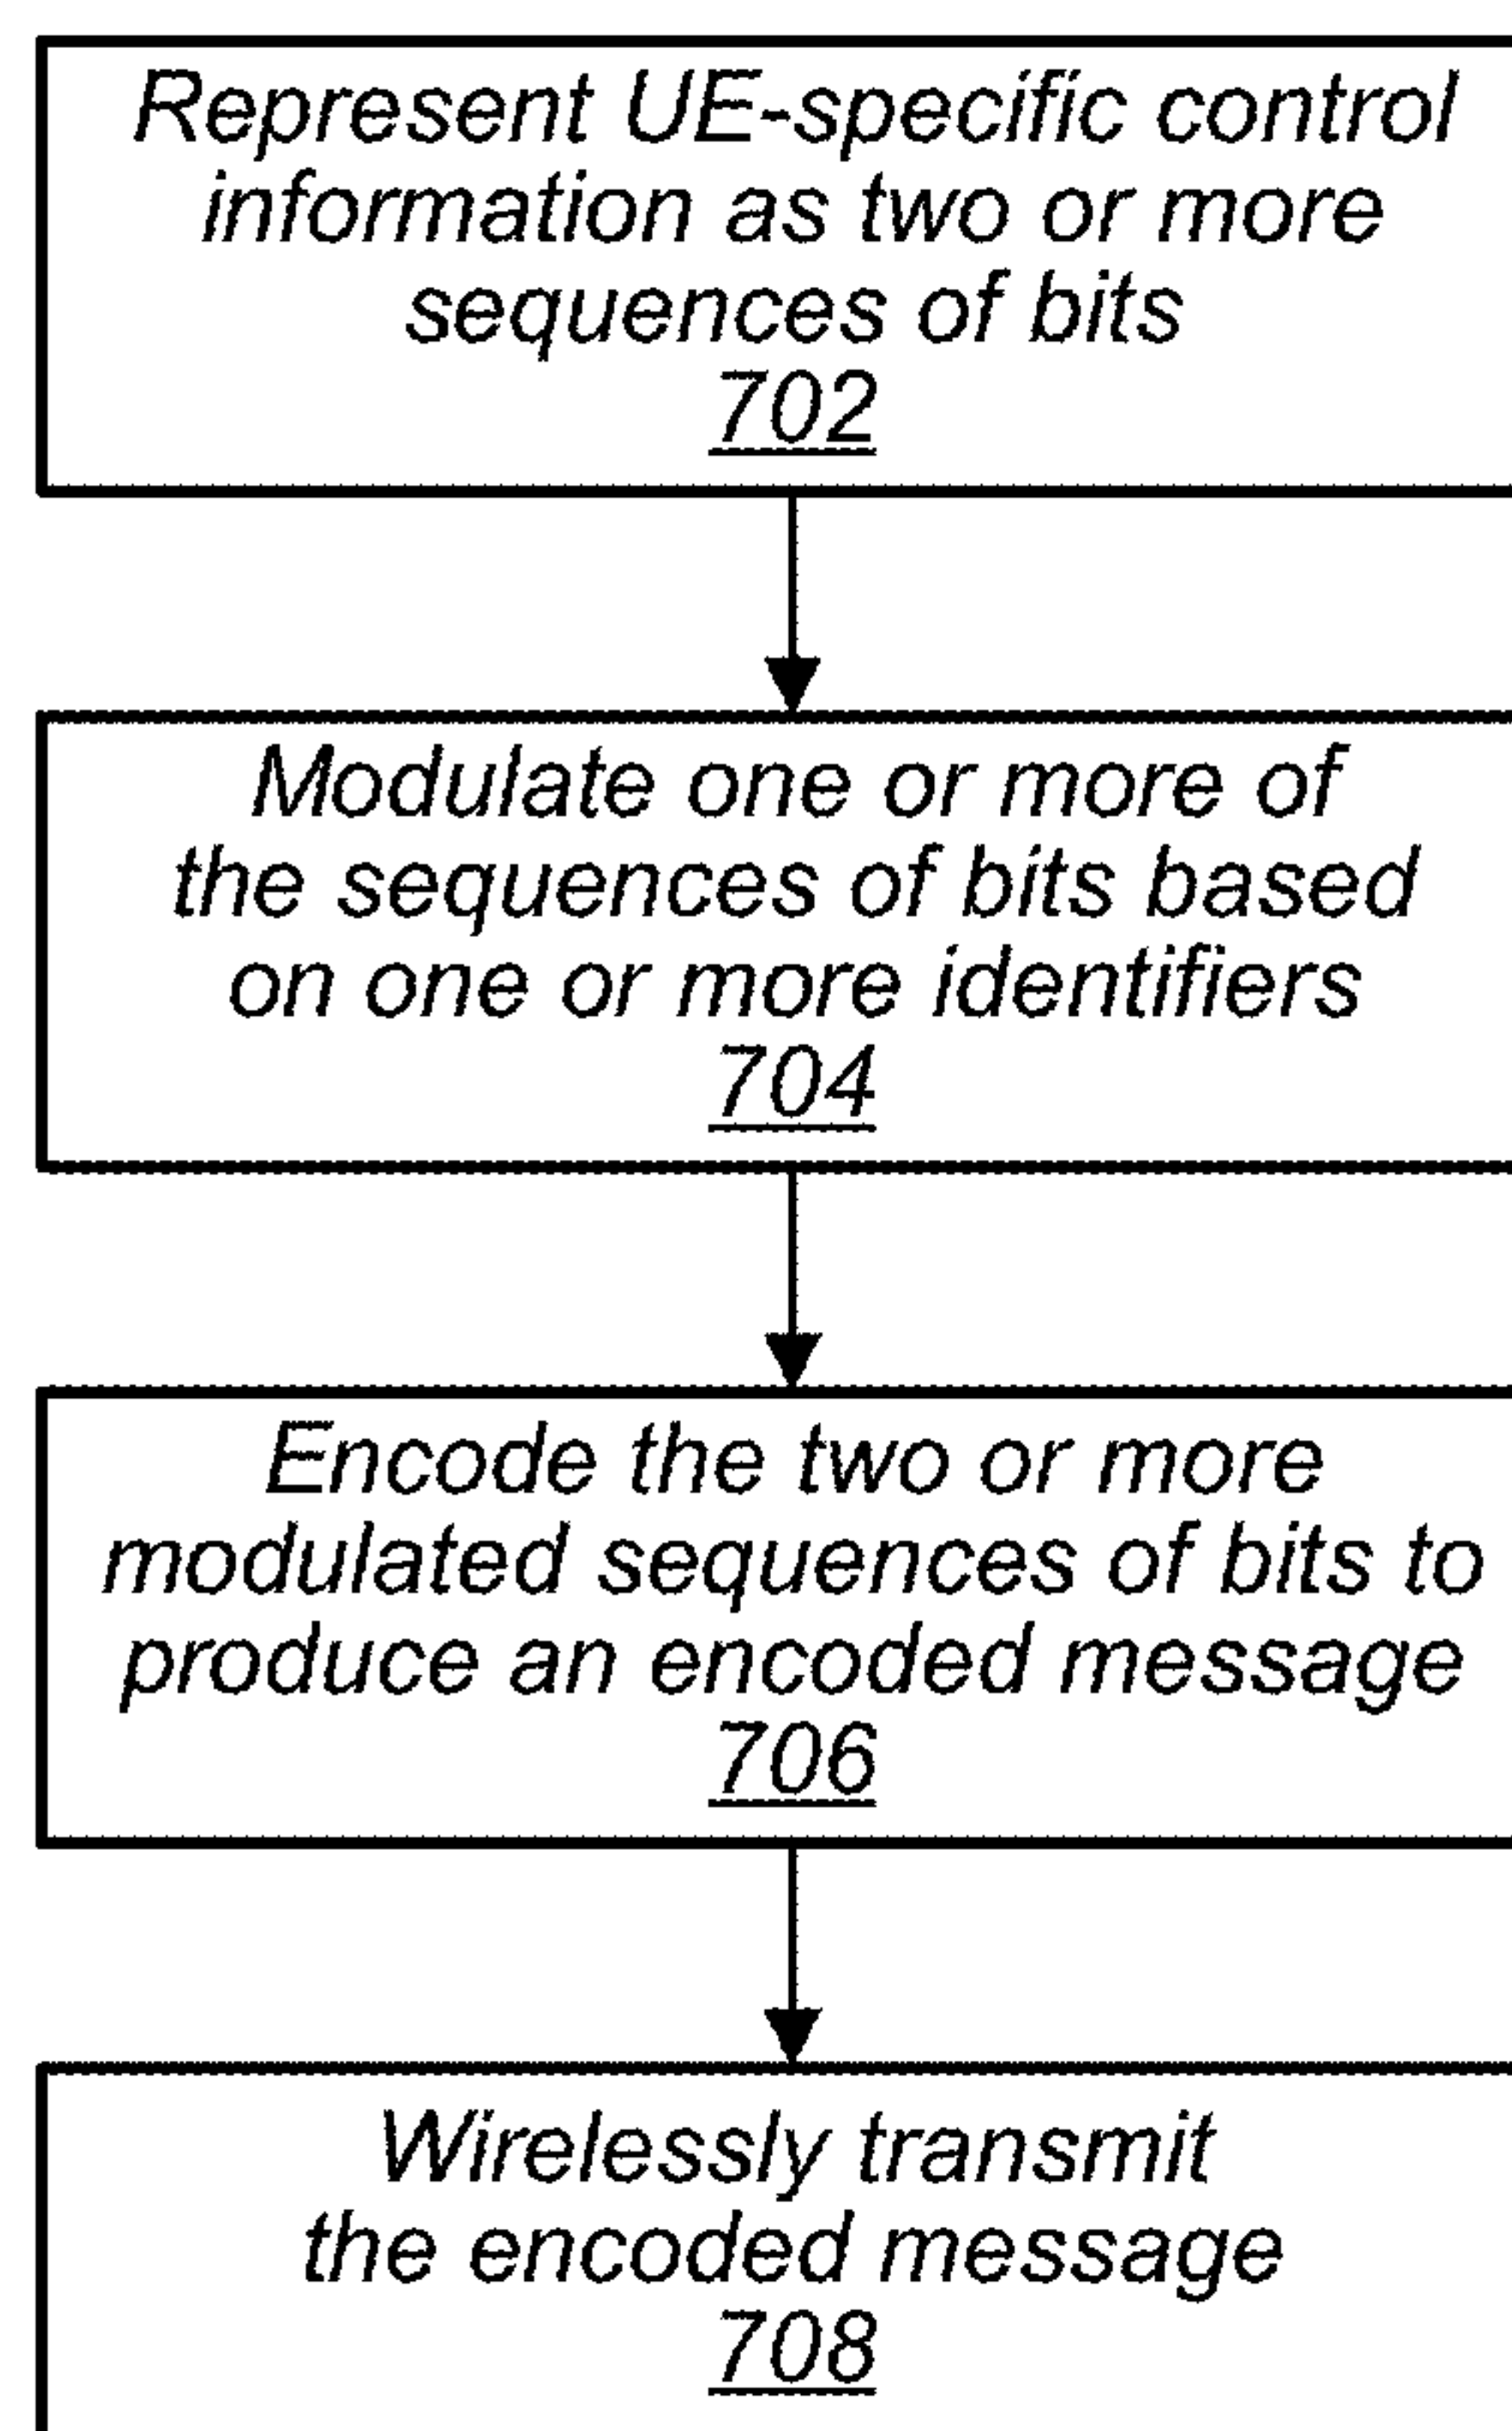 Represent UE-specific control
information as two or more
sequences of bits
702
Modulate one or more of
the sequences of bits based
on one or more identifiers
704
Encode the two or more
modulated sequences of bits to
produce an encoded message
706
Wirelessly transmit
the encoded message
708